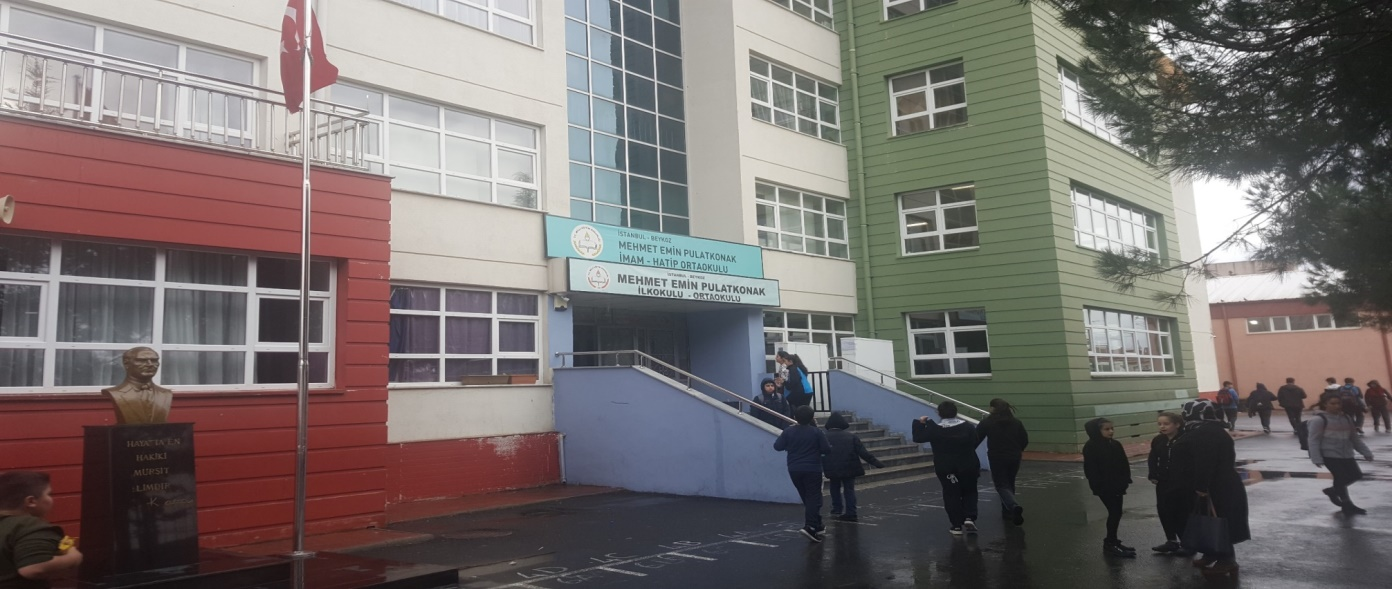 İSTANBUL - BEYKOZ
MEHMET EMİN PULATKONAK
İMAM - HATİP ORTAOKULU
İSTANBUL - BEYKOZ
MEHMET EMİN PULATKONAK
İLKOKULU - ORTAOKULU
HAYATTA EN
HAKİKİ
MÜRŞİT
İLİMDİR